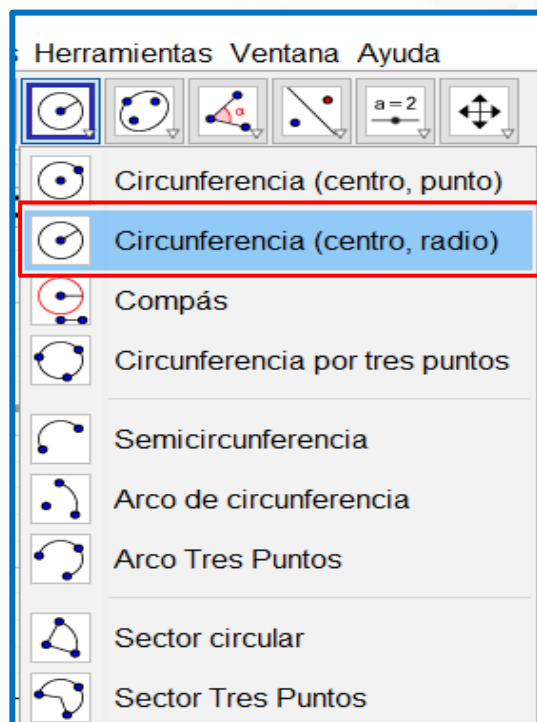 s Herramientas Ventana Ayuda
α
a = 2
Circunferencia (centro, punto)
Circunferencia (centro, radio)
Compás
Circunferencia por tres puntos
Semicircunferencia
Arco de circunferencia
Arco Tres Puntos
Sector circular
Sector Tres Puntos